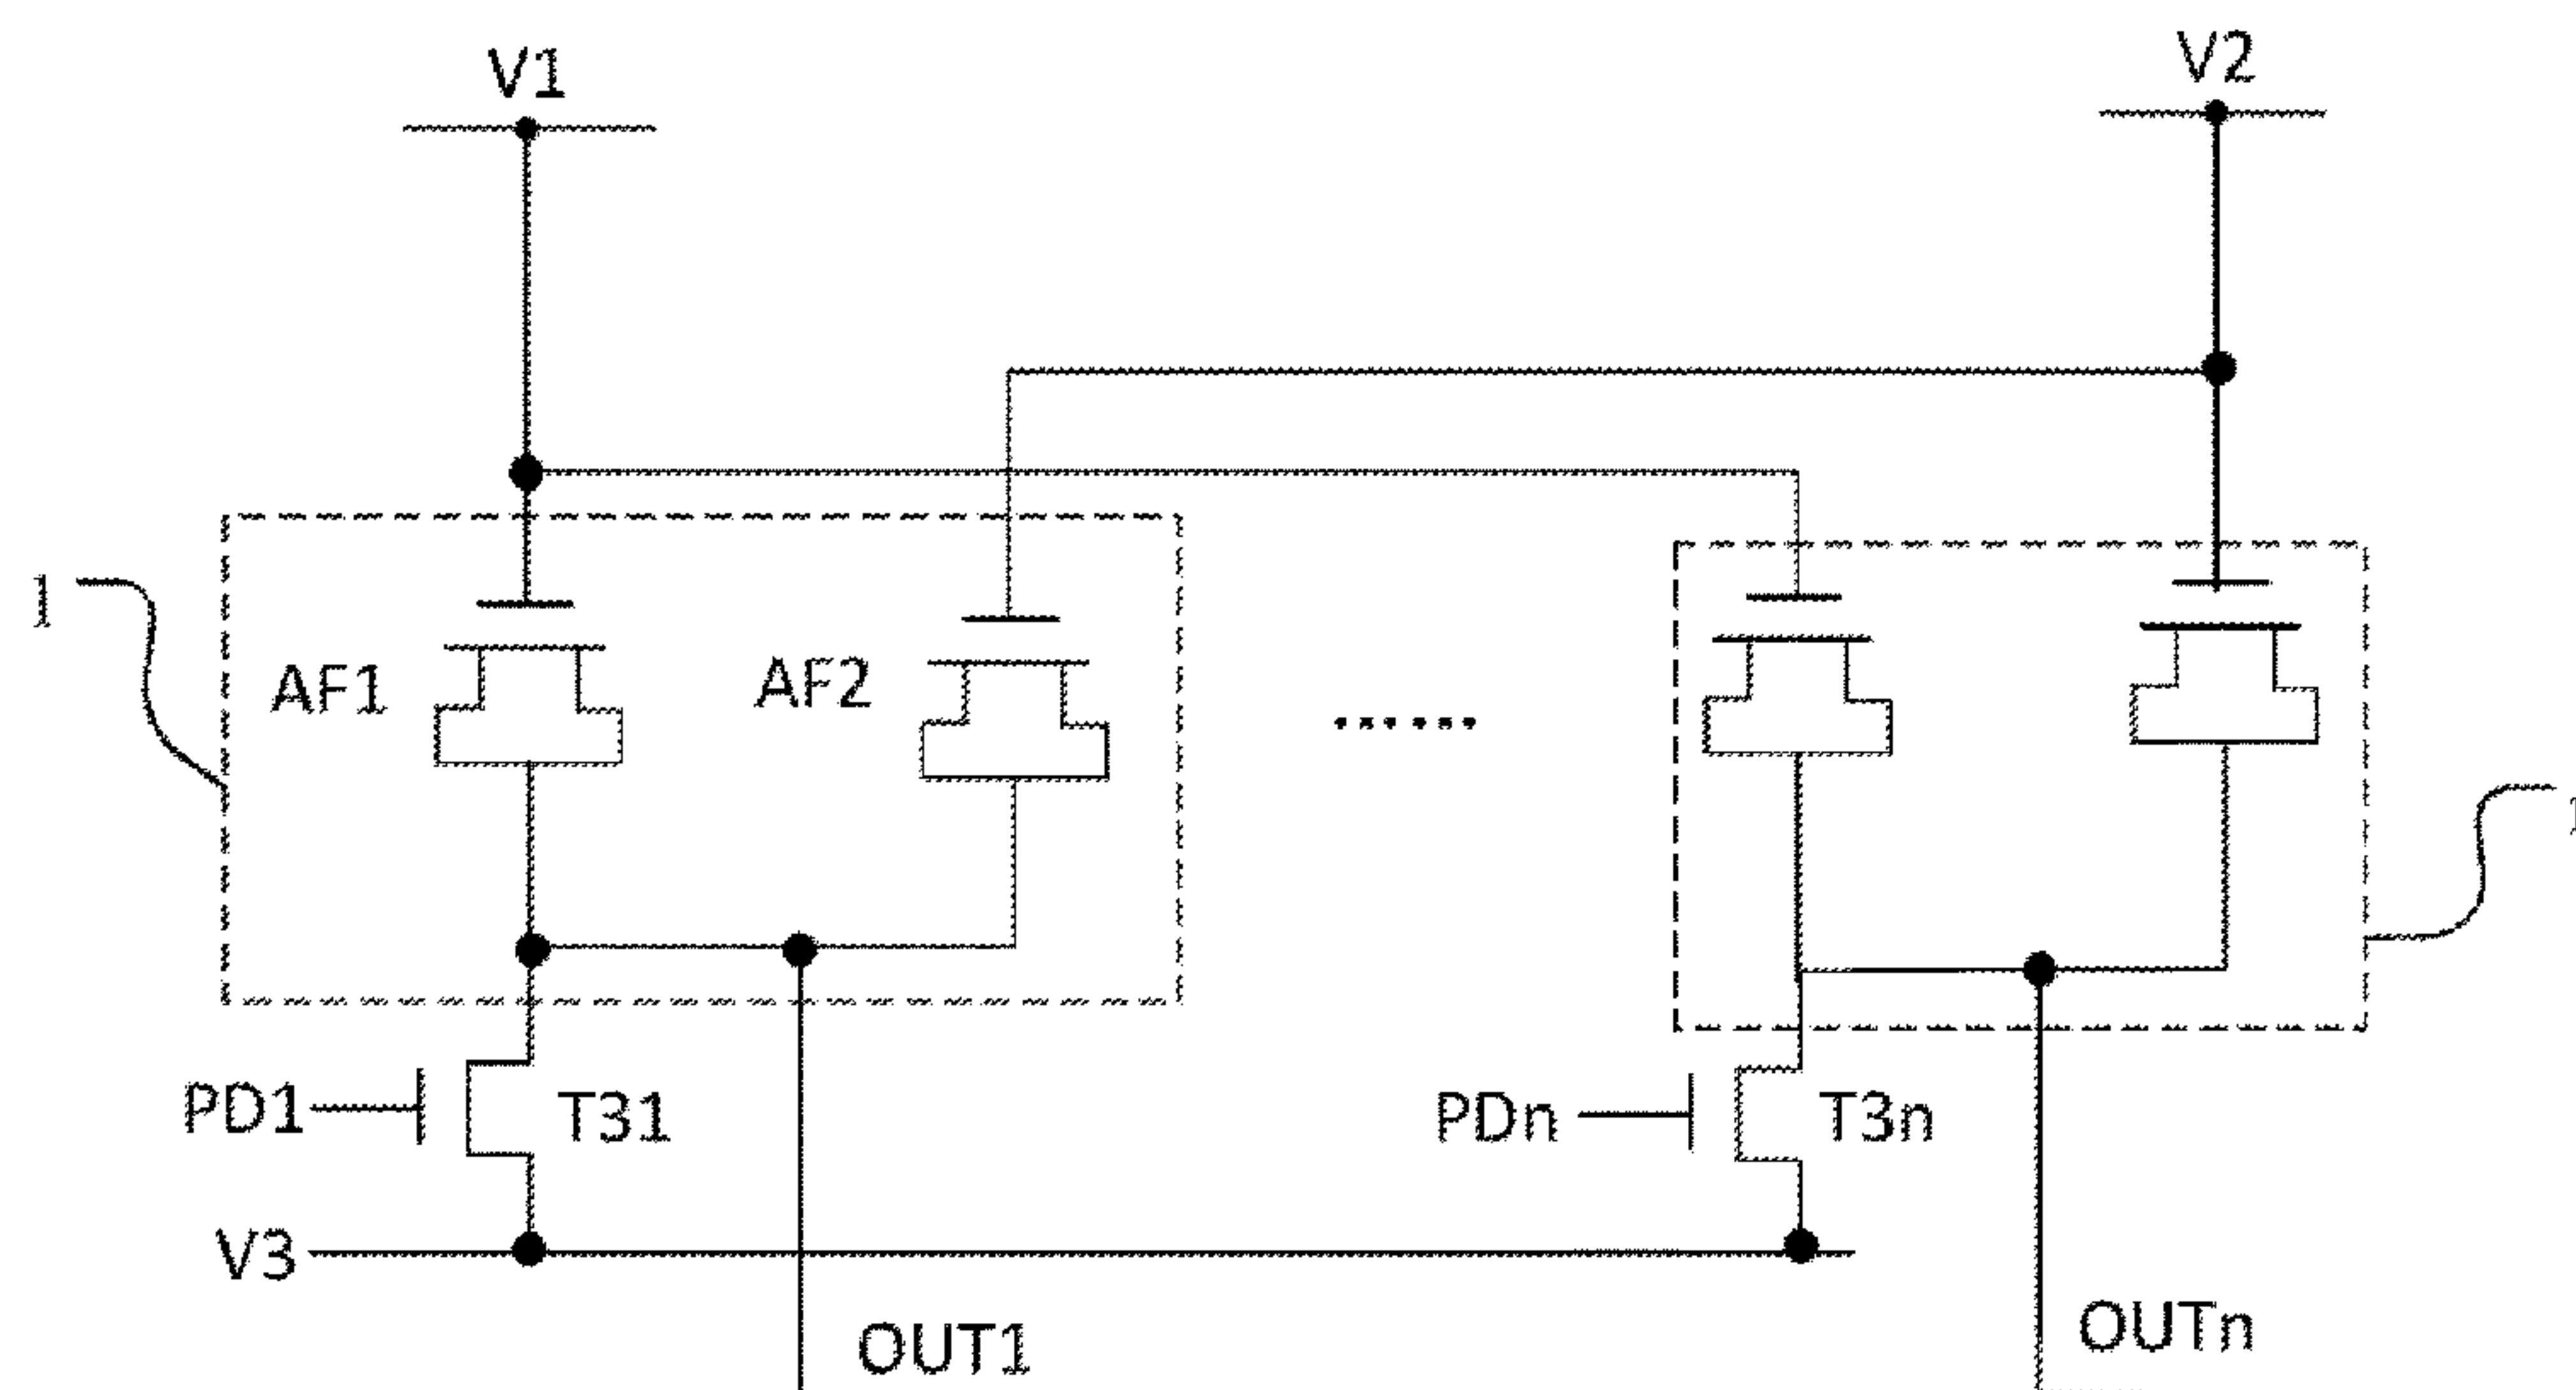 V1
V2
1
AF1
AF2
......
PD1
T31
PDn
T3n
V3
OUT1
OUTn